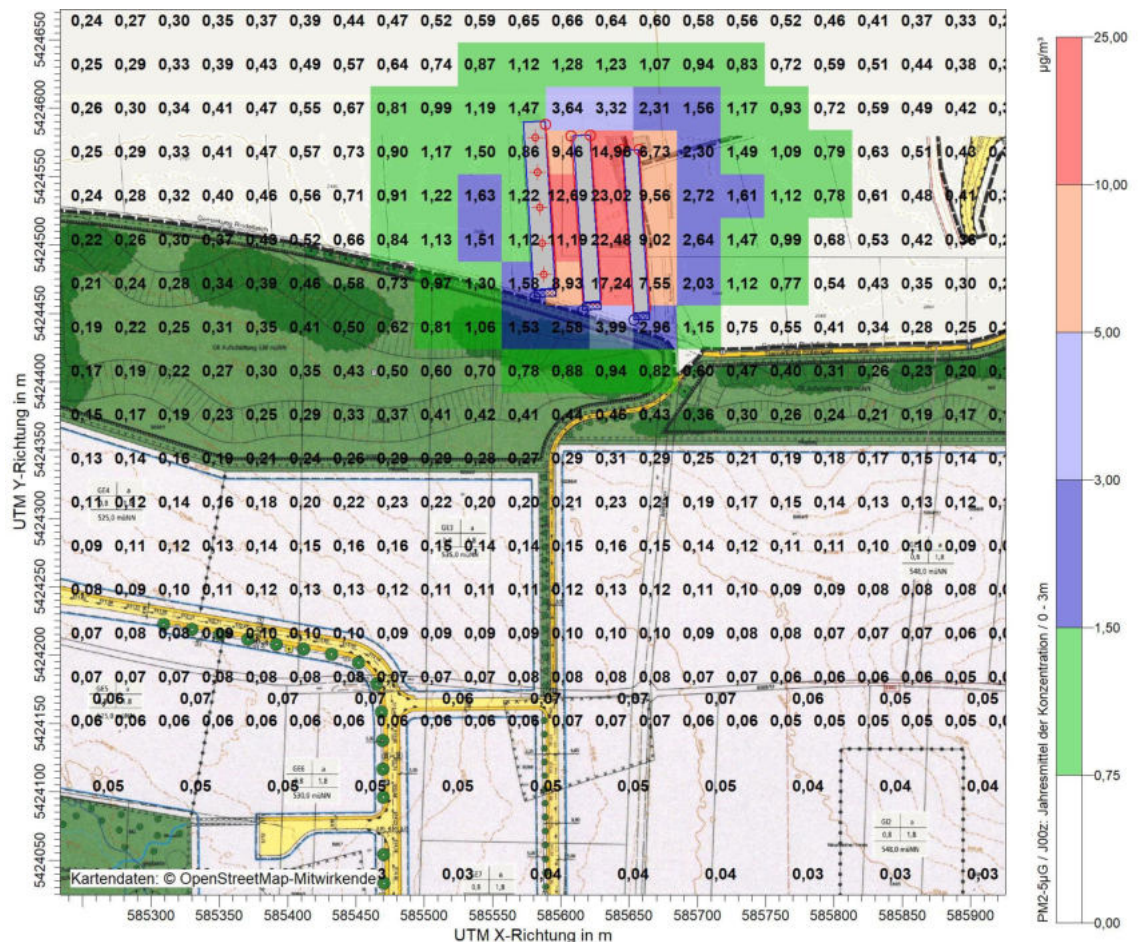 0,24 0,27 0,30 0,35 0,37 0,39 0,44 0,47 0,52 0,59 0,65 0,66 0,64 0,60 0,58 0,56 0,52 0,46 0,41 0,37 0,33
0,25 0,29 0,33 0,39 0,43 0,49 0,57 0,64 0,74 0,87 1,12 1,28 1,23 1,07 0,94 0,83 0,72 0,59 0,51 0,44 0,38
0,26 0,30 0,34 0,41 0,47 0,55 0,67 0,81 0,99 1,19 1,47 3,64 3,32 2,31 1,56 1,17 0,93 0,72 0,59 0,49 0,42
0,25 0,29 0,33 0,41 0,47 0,57 0,73 0,90 1,17 1,50 0,86 9,46 14,96 6,73 2,30 1,49 1,09 0,79 0,63 0,51 0,43
0,24 0,28 0,32 0,40 0,46 0,56 0,71 0,91 1,22 1,63 1,22 12,69 23,02 9,56 2,72 1,61 1,12 0,78 0,61 0,48 0,41
0,22 0,26 0,30 0,37 0,43 0,52 0,66 0,84 1,13 1,51 1,12 11,19 22,48 9,02 2,64 1,47 0,99 0,68 0,53 0,42 0,36
0,21 0,24 0,28 0,34 0,39 0,46 0,58 0,73 0,97 1,30 1,58 8,93 17,24 7,55 2,03 1,12 0,77 0,54 0,43 0,35 0,30
0,19 0,22 0,25 0,31 0,35 0,41 0,50 0,62 0,81 1,06 1,53 2,58 3,99 2,96 1,15 0,75 0,55 0,41 0,34 0,28 0,25
0,17 0,19 0,22 0,27 0,30 0,35 0,43 0,50 0,60 0,70 0,78 0,88 0,94 0,82 0,60 0,47 0,40 0,31 0,26 0,23 0,20
0,15 0,17 0,19 0,23 0,25 0,29 0,33 0,37 0,41 0,42 0,41 0,44 0,46 0,43 0,36 0,30 0,26 0,24 0,21 0,19 0,17
0,13 0,14 0,16 0,19 0,21 0,24 0,26 0,29 0,29 0,28 0,27 0,29 0,31 0,29 0,25 0,21 0,19 0,18 0,17 0,15 0,14
0,11 0,12 0,14 0,16 0,18 0,20 0,22 0,23 0,22 0,20 0,20 0,21 0,23 0,21 0,19 0,17 0,15 0,14 0,13 0,13 0,12
0,09 0,11 0,12 0,13 0,14 0,15 0,16 0,16 0,15 0,14 0,14 0,15 0,16 0,15 0,14 0,12 0,11 0,11 0,10 0,10 0,09
0,08 0,09 0,10 0,11 0,12 0,13 0,13 0,12 0,11 0,11 0,11 0,12 0,13 0,12 0,11 0,10 0,09 0,09 0,08 0,08 0,08
0,07 0,08 0,08 0,09 0,10 0,10 0,10 0,09 0,09 0,09 0,09 0,10 0,10 0,10 0,09 0,08 0,08 0,07 0,07 0,07 0,06
0,07 0,07 0,07 0,08 0,08 0,08 0,08 0,07 0,07 0,07 0,08 0,08 0,08 0,08 0,08 0,07 0,06 0,06 0,06 0,06 0,05
0,06 0,07 0,07 0,07 0,06 0,07 0,07 0,07 0,06 0,05 0,05
0,06 0,06 0,06 0,06 0,06 0,06 0,06 0,06 0,06 0,06 0,06 0,07 0,07 0,07 0,06 0,06 0,05 0,05 0,05 0,05 0,05
0,05 0,05 0,05 0,05 0,05 0,05 0,05 0,04 0,04 0,04
0,03 0,04 0,04 0,04 0,03 0,03 0,03
GE4 a
0,8 1,8
525,0 müNN
GE3 a
535,0 müNN
a
0,8 1,8
548,0 müNN
GE5 a
GE6 a
0,8 1,8
530,0 müNN
GI2 a
0,8 1,8
548,0 müNN
GE7 a
0,8 1,8
Kartendaten: © OpenStreetMap-Mitwirkende
5424650
5424600
5424550
5424500
5424450
5424400
5424350
5424300
5424250
5424200
5424150
5424100
5424050
UTM Y-Richtung in m
585300 585400 585450 585500 585550 585600 585650 585700 585750 585800 585850 585900
UTM X-Richtung in m
µg/m³
25,00
10,00
5,00
3,00
1,50
0,75
0,00
PM2-5µG / J00z: Jahresmittel der Konzentration / 0 - 3m